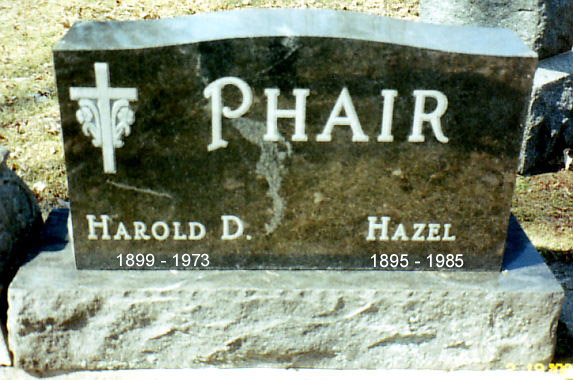 PHAIR
HAROLD D. HAZEL
1899 - 1973 1895 - 1985